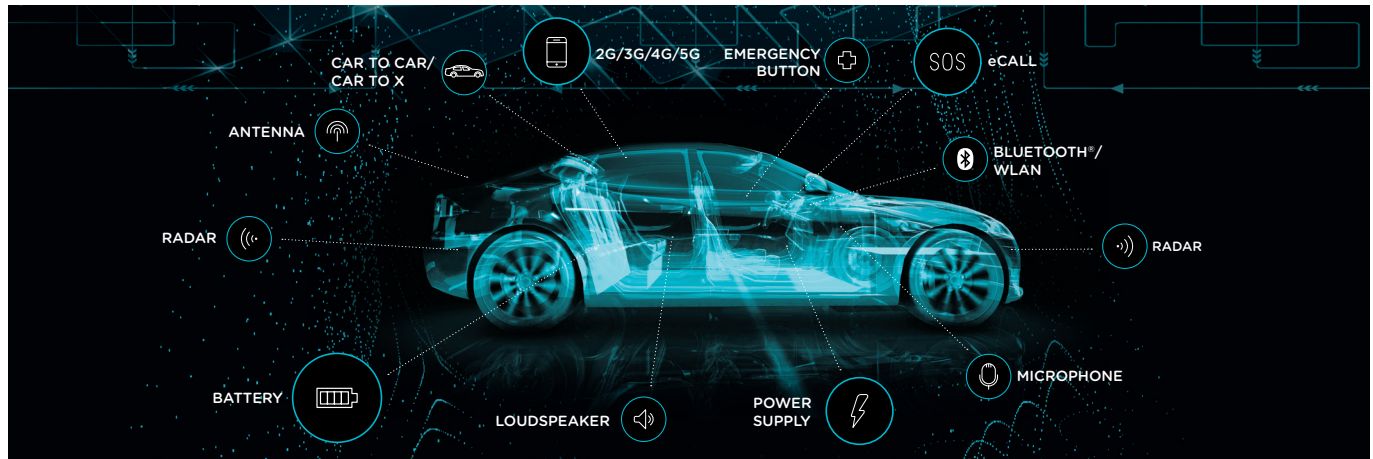 2G/3G/4G/5G
EMERGENCY
BUTTON
SOS
eCALL
CAR TO CAR/
CAR TO X
ANTENNA
BLUETOOTH®/
WLAN
RADAR
RADAR
BATTERY
LOUDSPEAKER
POWER
SUPPLY
MICROPHONE